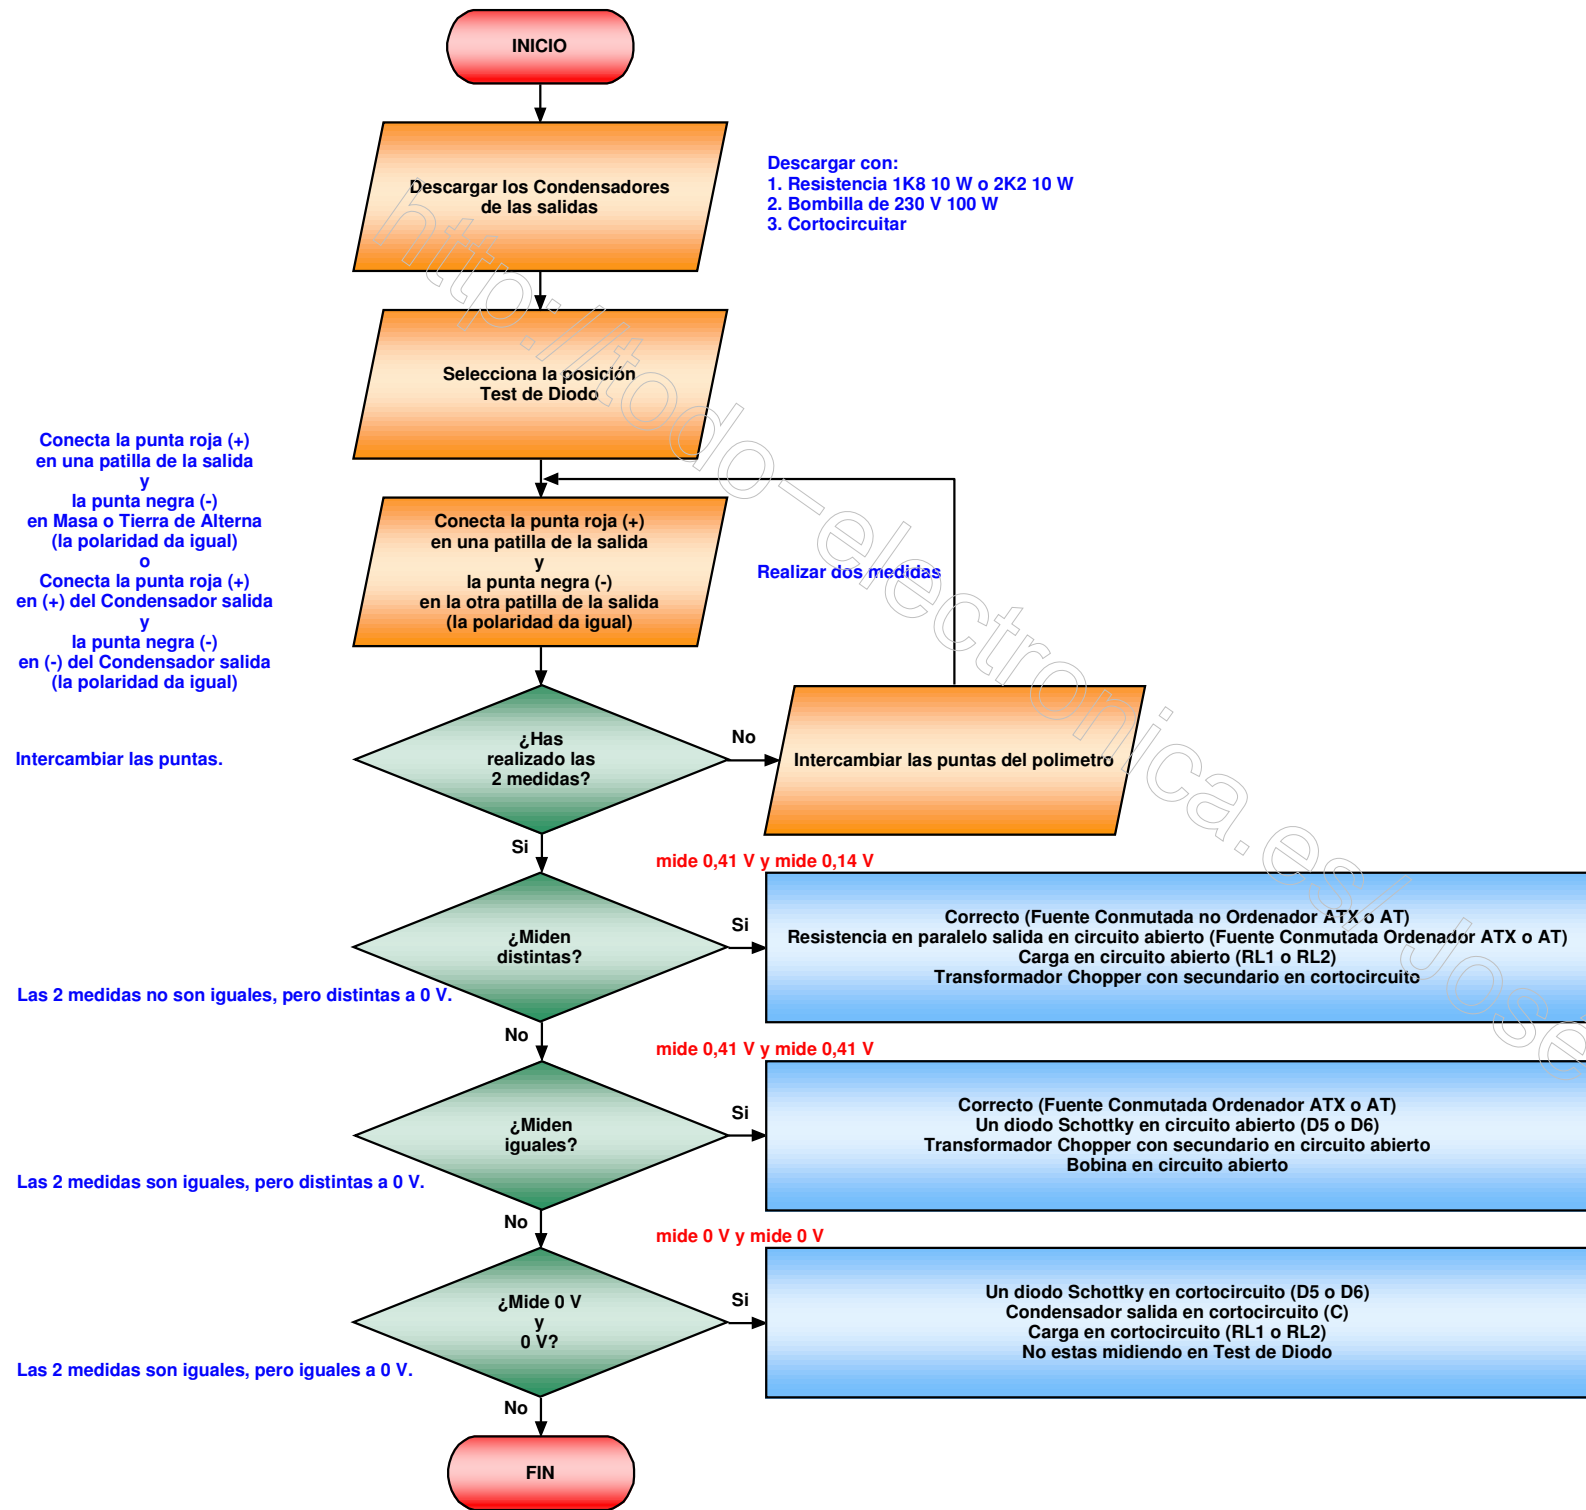 INICIO
Descargar los Condensadores
de las salidas
Descargar con:
1. Resistencia 1K8 10 W o 2K2 10 W
2. Bombilla de 230 V 100 W
3. Cortocircuitar
Selecciona la posición
Test de Diodo
Conecta la punta roja (+)
en una patilla de la salida
y
la punta negra (-)
en Masa o Tierra de Alterna
(la polaridad da igual)
o
Conecta la punta roja (+)
en (+) del Condensador salida
y
la punta negra (-)
en (-) del Condensador salida
(la polaridad da igual)
Conecta la punta roja (+)
en una patilla de la salida
y
la punta negra (-)
en la otra patilla de la salida
(la polaridad da igual)
Realizar dos medidas
Intercambiar las puntas.
¿Has
realizado las
2 medidas?
No
Intercambiar las puntas del polimetro
Si
mide 0,41 V y mide 0,14 V
¿Miden
distintas?
Si
Correcto (Fuente Conmutada no Ordenador ATX o AT)
Resistencia en paralelo salida en circuito abierto (Fuente Conmutada Ordenador ATX o AT)
Carga en circuito abierto (RL1 o RL2)
Transformador Chopper con secundario en cortocircuito
Las 2 medidas no son iguales, pero distintas a 0 V.
No
mide 0,41 V y mide 0,41 V
¿Miden
iguales?
Si
Correcto (Fuente Conmutada Ordenador ATX o AT)
Un diodo Schottky en circuito abierto (D5 o D6)
Transformador Chopper con secundario en circuito abierto
Bobina en circuito abierto
Las 2 medidas son iguales, pero distintas a 0 V.
No
mide 0 V y mide 0 V
¿Mide 0 V
y
0 V?
Si
Un diodo Schottky en cortocircuito (D5 o D6)
Condensador salida en cortocircuito (C)
Carga en cortocircuito (RL1 o RL2)
No estas midiendo en Test de Diodo
Las 2 medidas son iguales, pero iguales a 0 V.
No
FIN
http://todo-electronica.es/ Jose